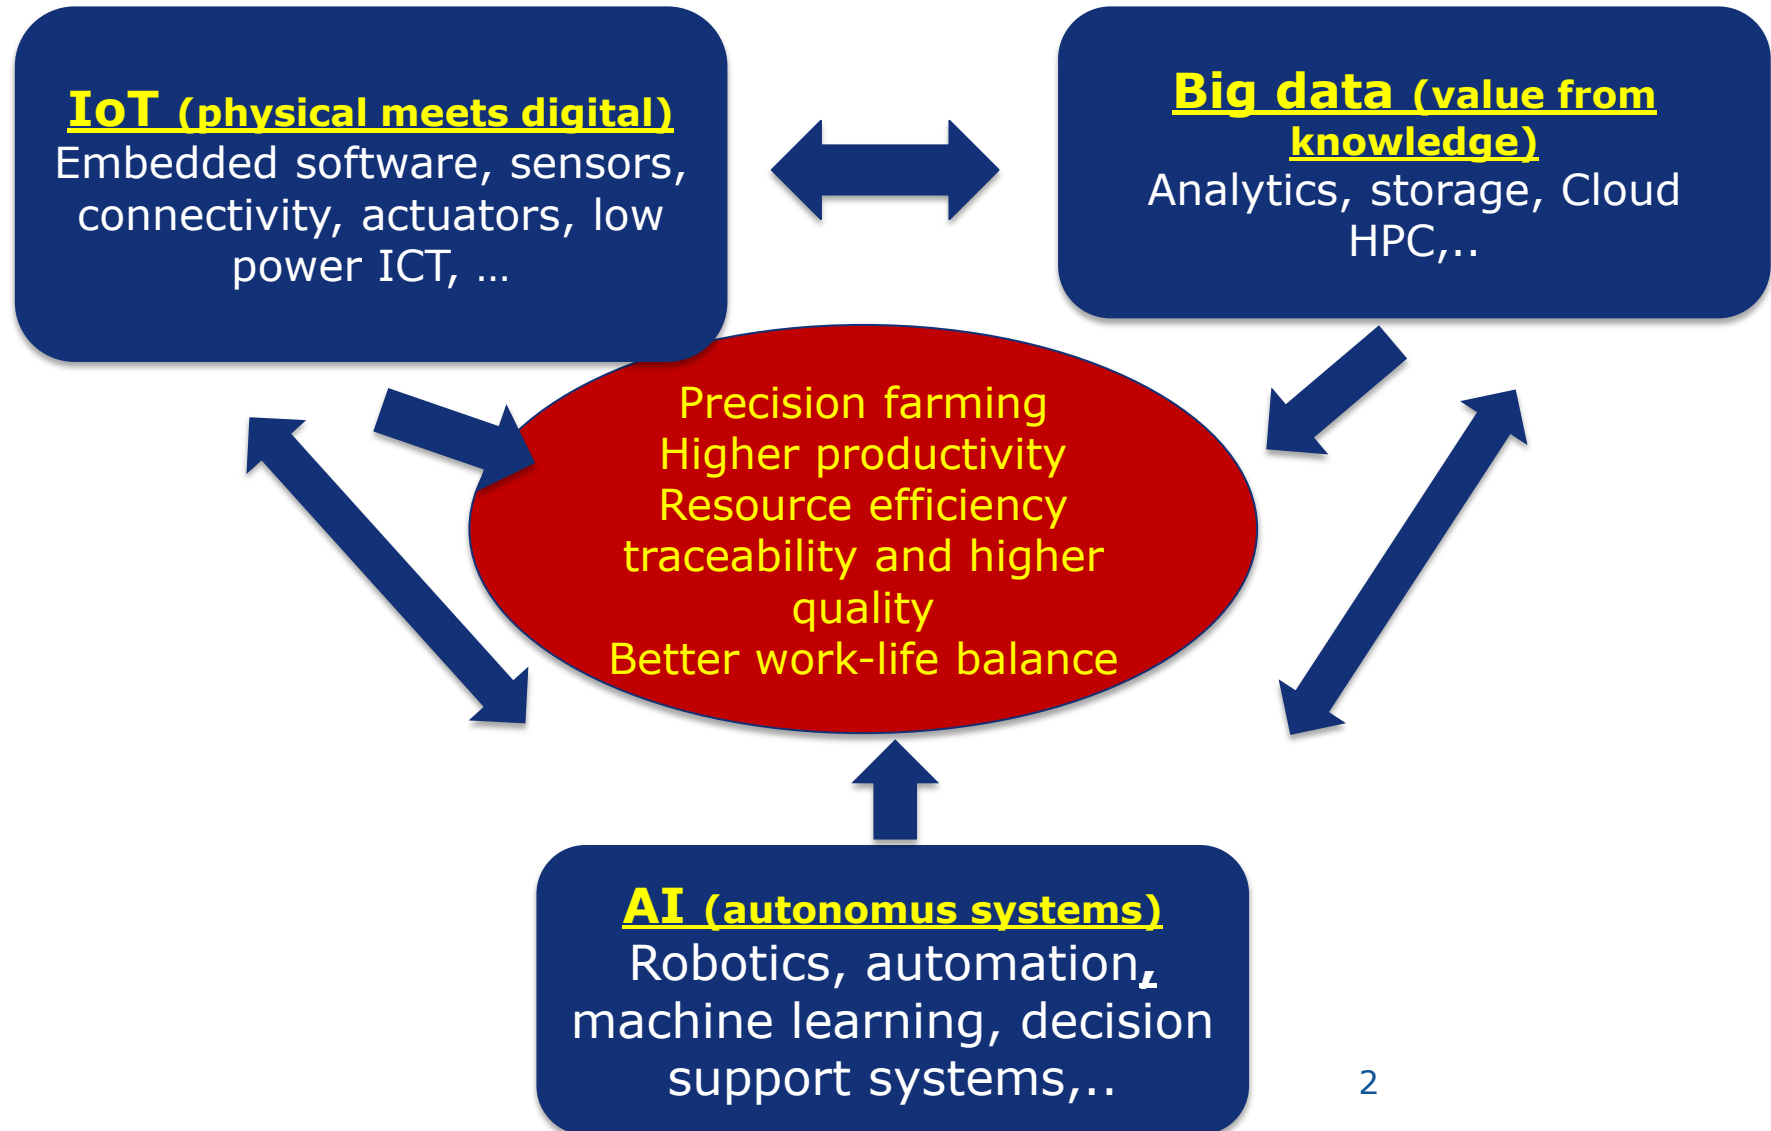 IoT (physical meets digital)
Embedded software, sensors,
connectivity, actuators, low
power ICT, …
Big data (value from
knowledge)
Analytics, storage, Cloud
HPC,..
Precision farming
Higher productivity
Resource efficiency
traceability and higher
quality
Better work-life balance
AI (autonomus systems)
Robotics, automation,
machine learning, decision
support systems,..
2